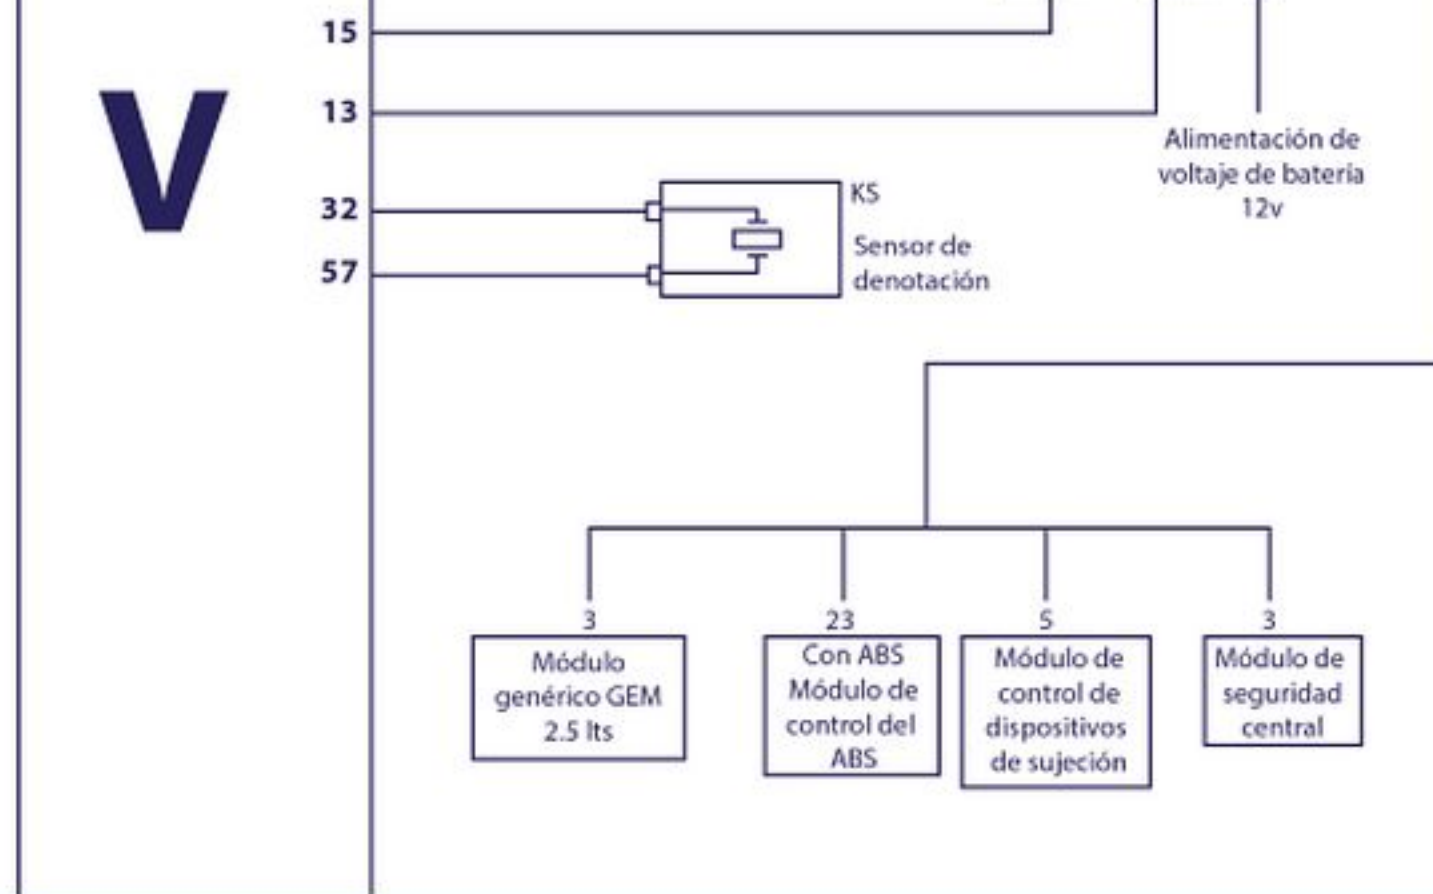 15
V
13
Alimentación de
voltaje de batería
12v
32
KS
Sensor de
denotación
57
3
Módulo
genérico GEM
2.5 lts
23
Con ABS
Módulo de
control del
ABS
5
Módulo de
control de
dispositivos
de sujeción
3
Módulo de
seguridad
central